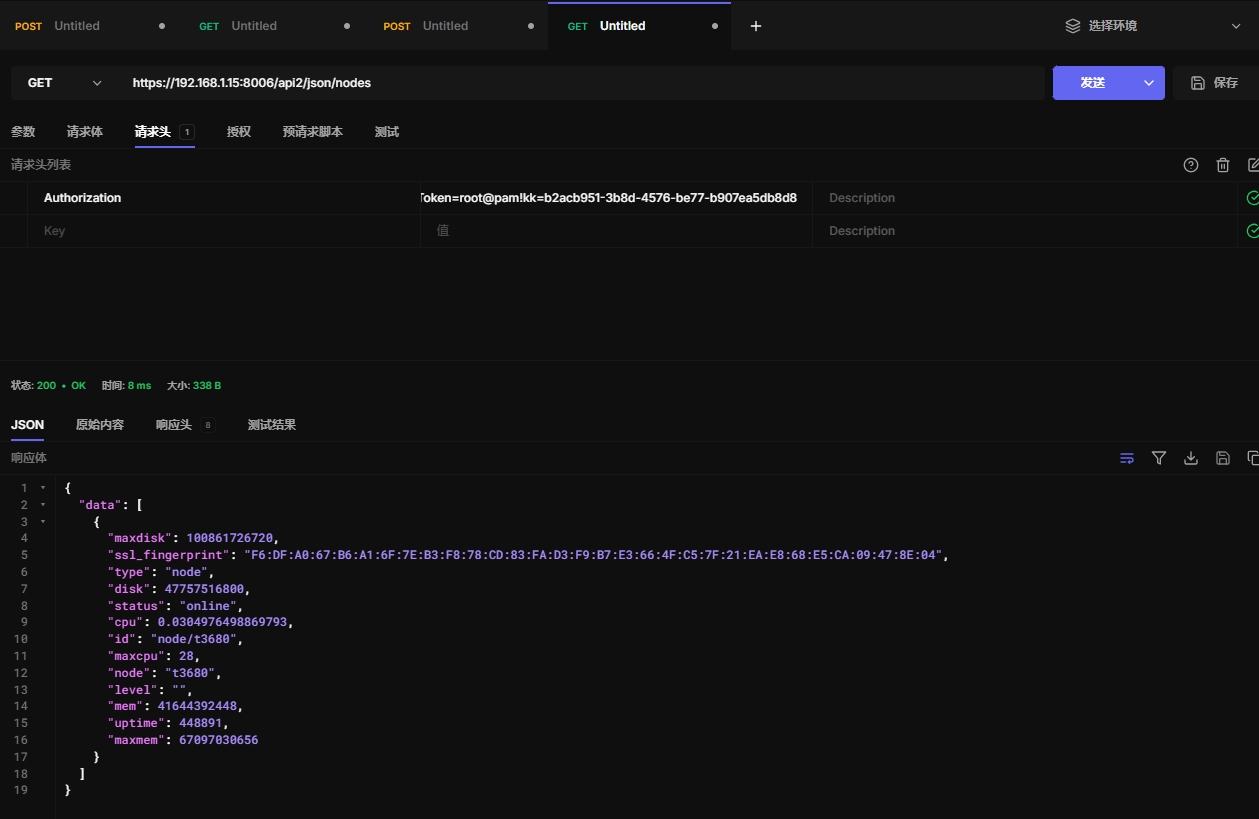 POST Untitled GET Untitled POST Untitled GET Untitled + 选择环境
GET https://192.168.1.15:8006/api2/json/nodes 发送 保存
参数 请求体 请求头 1 授权 预请求脚本 测试
请求头列表
Authorization Token=root@pam!kk=b2acb951-3b8d-4576-be77-b907ea5db8d8 Description
Key 值 Description
状态: 200 • OK 时间: 8 ms 大小: 338 B
JSON 原始内容 响应头 8 测试结果
响应体
1 {
2 "data": [
3 {
4 "maxdisk": 100861726720,
5 "ssl_fingerprint": "F6:DF:A0:67:B6:A1:6F:7E:B3:F8:78:CD:83:FA:D3:F9:B7:E3:66:4F:C5:7F:21:EA:E8:68:E5:CA:09:47:8E:04",
6 "type": "node",
7 "disk": 47757516800,
8 "status": "online",
9 "cpu": 0.0304976498869793,
10 "id": "node/t3680",
11 "maxcpu": 28,
12 "node": "t3680",
13 "level": "",
14 "mem": 41644392448,
15 "uptime": 448891,
16 "maxmem": 67097030656
17 }
18 ]
19 }